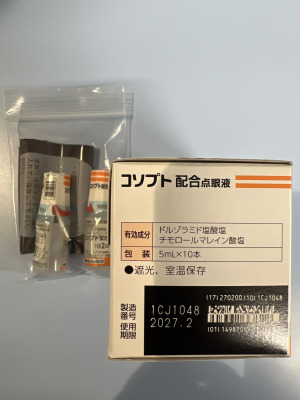 コソプト 配合点眼液
有効成分
ドルゾラミド塩酸塩
チモロールマレイン酸塩
包装 5mL×10本
●遮光、室温保存
製造番号 1CJ1048
使用期限 2027.2
(17)270200(10)1CJ1048